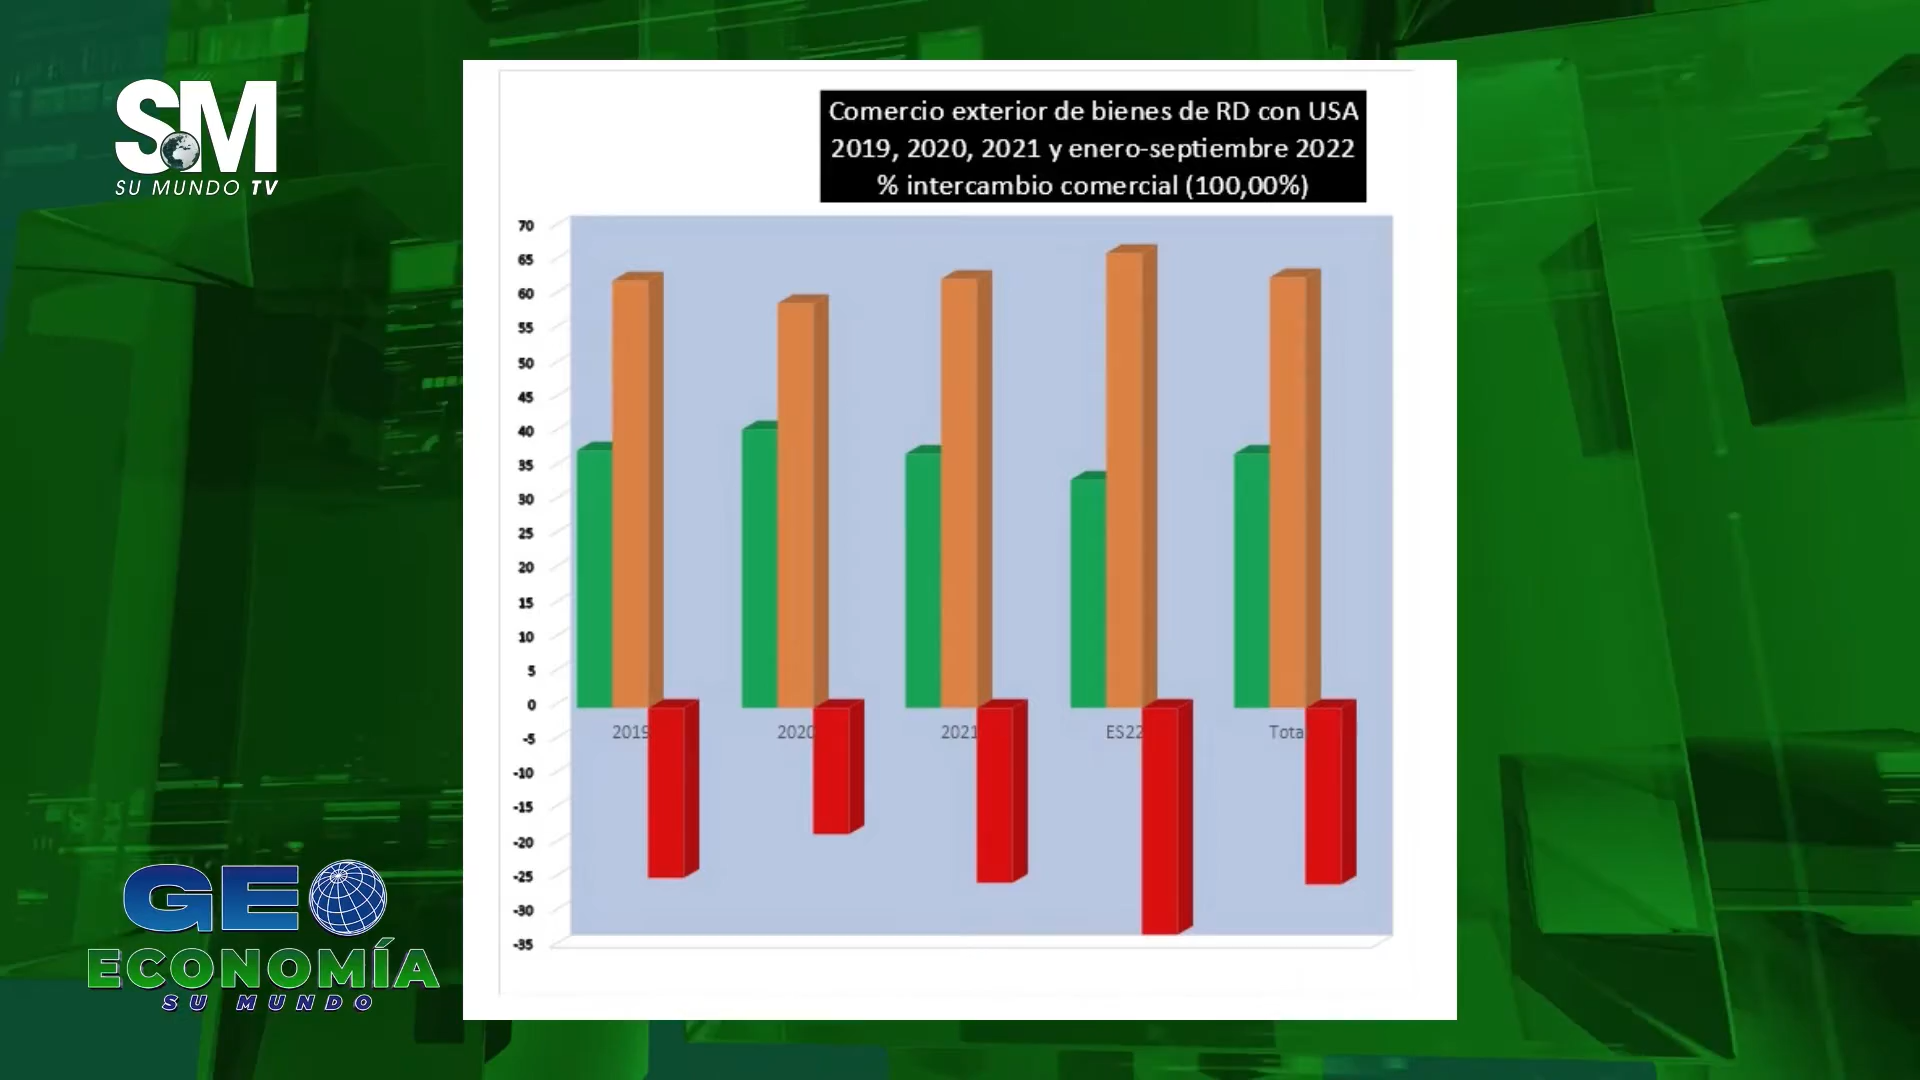 SM
SU MUNDO TV
Comercio exterior de bienes de RD con USA
2019, 2020, 2021 y enero-septiembre 2022
% intercambio comercial (100,00%)
70
65
60
55
50
45
40
35
30
25
20
15
10
5
0
-5
-10
-15
-20
-25
-30
-35
2019
2020
2021
ES22
Tota
GEO
ECONOMÍA
SU MUNDO